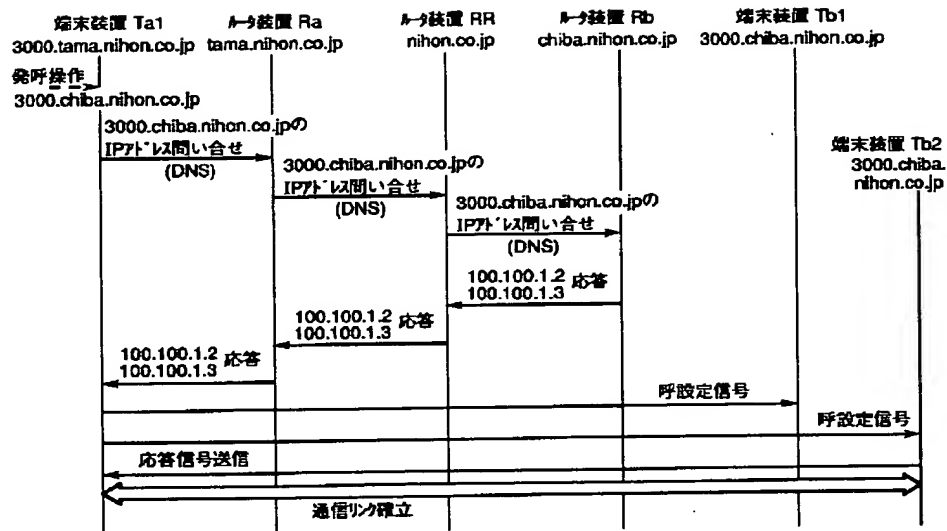 端末装置 Ta1
3000.tama.nihon.co.jp
ルータ装置 Ra
tama.nihon.co.jp
ルータ装置 RR
nihon.co.jp
ルータ装置 Rb
chiba.nihon.co.jp
端末装置 Tb1
3000.chiba.nihon.co.jp
発呼操作
3000.chiba.nihon.co.jp
3000.chiba.nihon.co.jpの
IPアドレス問い合せ
(DNS)
3000.chiba.nihon.co.jpの
IPアドレス問い合せ
(DNS)
3000.chiba.nihon.co.jpの
IPアドレス問い合せ
(DNS)
端末装置 Tb2
3000.chiba.
nihon.co.jp
100.100.1.2 応答
100.100.1.3
100.100.1.2 応答
100.100.1.3
100.100.1.2 応答
100.100.1.3
呼設定信号
呼設定信号
応答信号送信
通信リンク確立